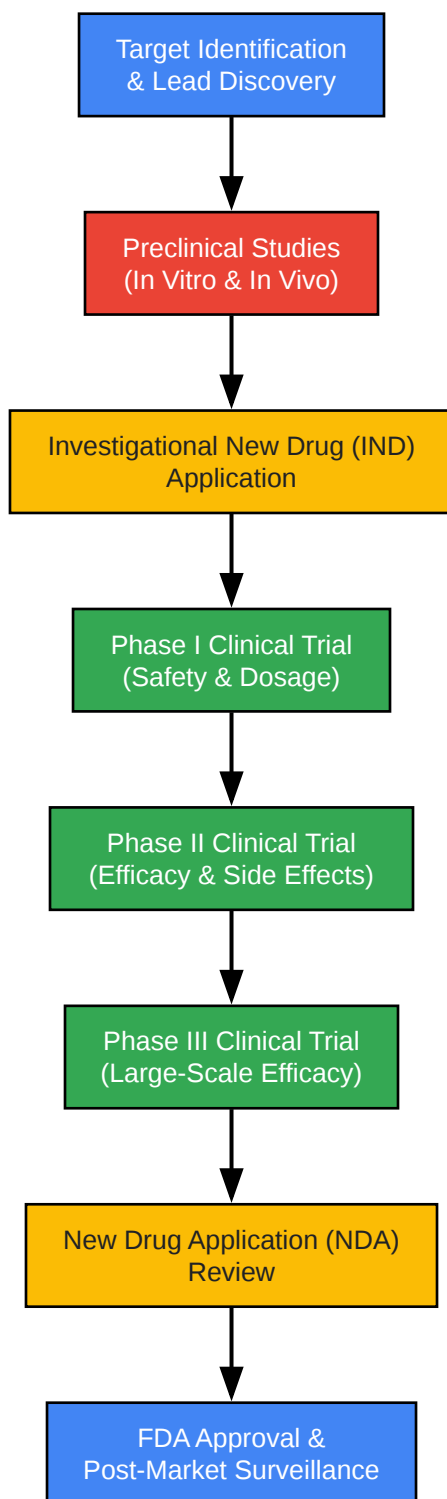 Target Identification
& Lead Discovery
Preclinical Studies
(In Vitro & In Vivo)
Investigational New Drug (IND)
Application
Phase I Clinical Trial
(Safety & Dosage)
Phase II Clinical Trial
(Efficacy & Side Effects)
Phase III Clinical Trial
(Large-Scale Efficacy)
New Drug Application (NDA)
Review
FDA Approval &
Post-Market Surveillance